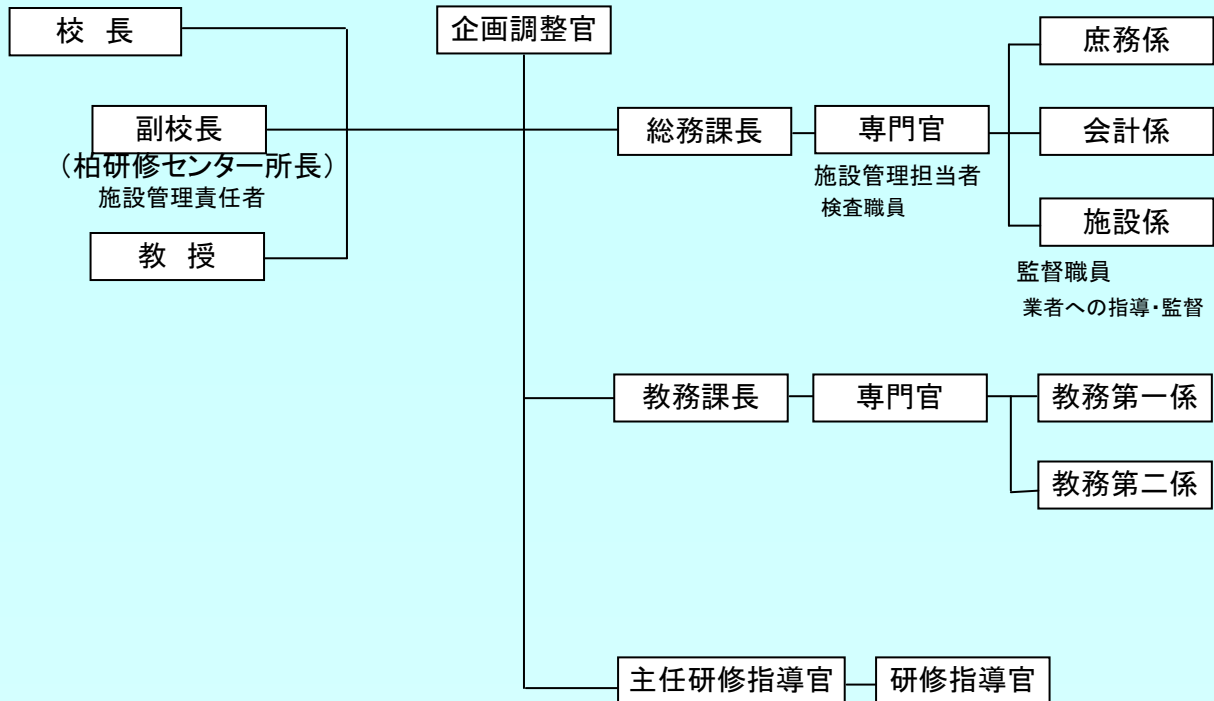 校 長
企画調整官
庶務係
副校長
(柏研修センター所長)
施設管理責任者
総務課長
専門官
施設管理担当者
検査職員
会計係
教 授
施設係
監督職員
業者への指導・監督
教務課長
専門官
教務第一係
教務第二係
主任研修指導官
研修指導官